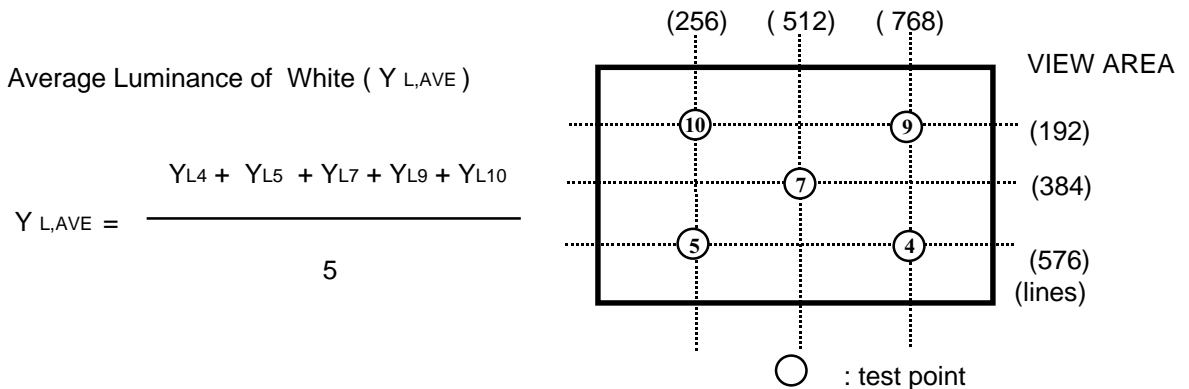 (256) ( 512) ( 768)
Average Luminance of White ( Y L,AVE )
VIEW AREA
10 9 (192)
YL4 + YL5 + YL7 + YL9 + YL10
7 (384)
Y L,AVE =
5 4 (576)
5
(lines)
: test point